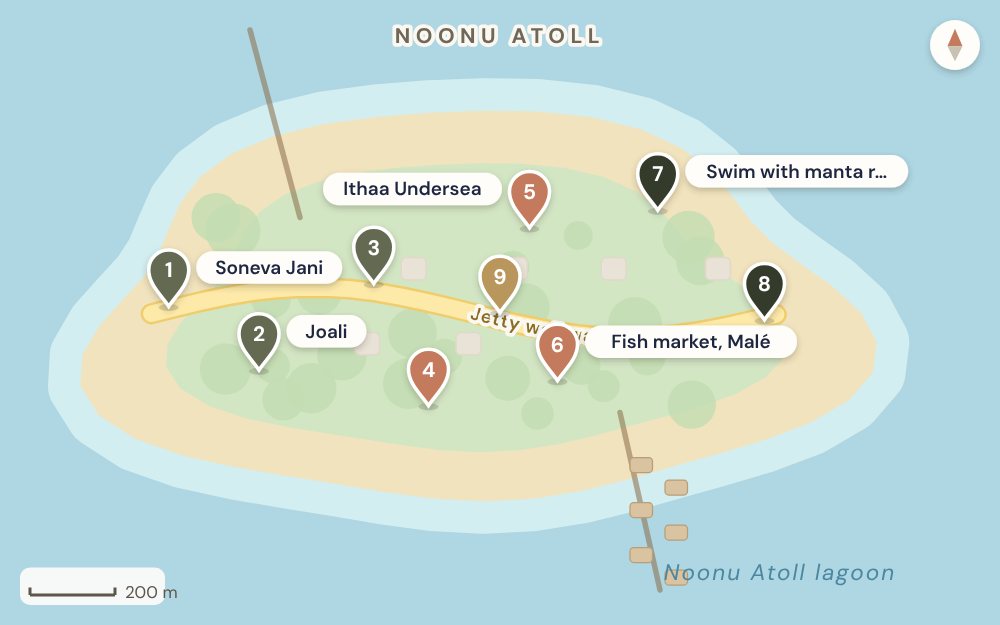 NOONU ATOLL
7
Swim with manta r...
Ithaa Undersea
5
3
1
Soneva Jani
9
8
Jetty
2
Joali
6
Fish market, Malé
4
Noonu Atoll lagoon
200 m